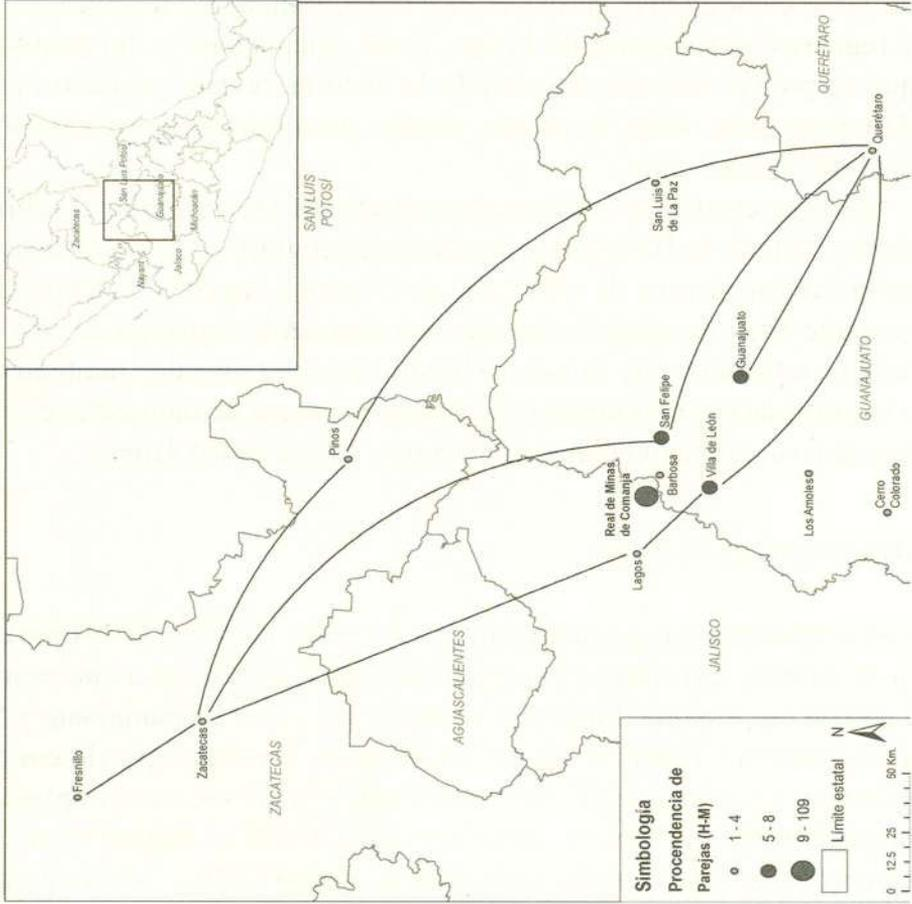 Zacatecas
San Luis Potosí
Nayarit
Guanajuato
Jalisco
Michoacán
SAN LUIS
POTOSÍ
QUERÉTARO
Fresnillo
Zacatecas
ZACATECAS
Pinos
AGUASCALIENTES
San Luis
de La Paz
Querétaro
San Felipe
Real de Minas
de Comanja
Barbosa
Guanajuato
Lagos
Villa de León
JALISCO
GUANAJUATO
Los Amoles
Cerro
Colorado
Simbología
Procendencia de
Parejas (H-M)
1 - 4
5 - 8
9 - 109
Límite estatal
N
0 12.5 25 50 Km.